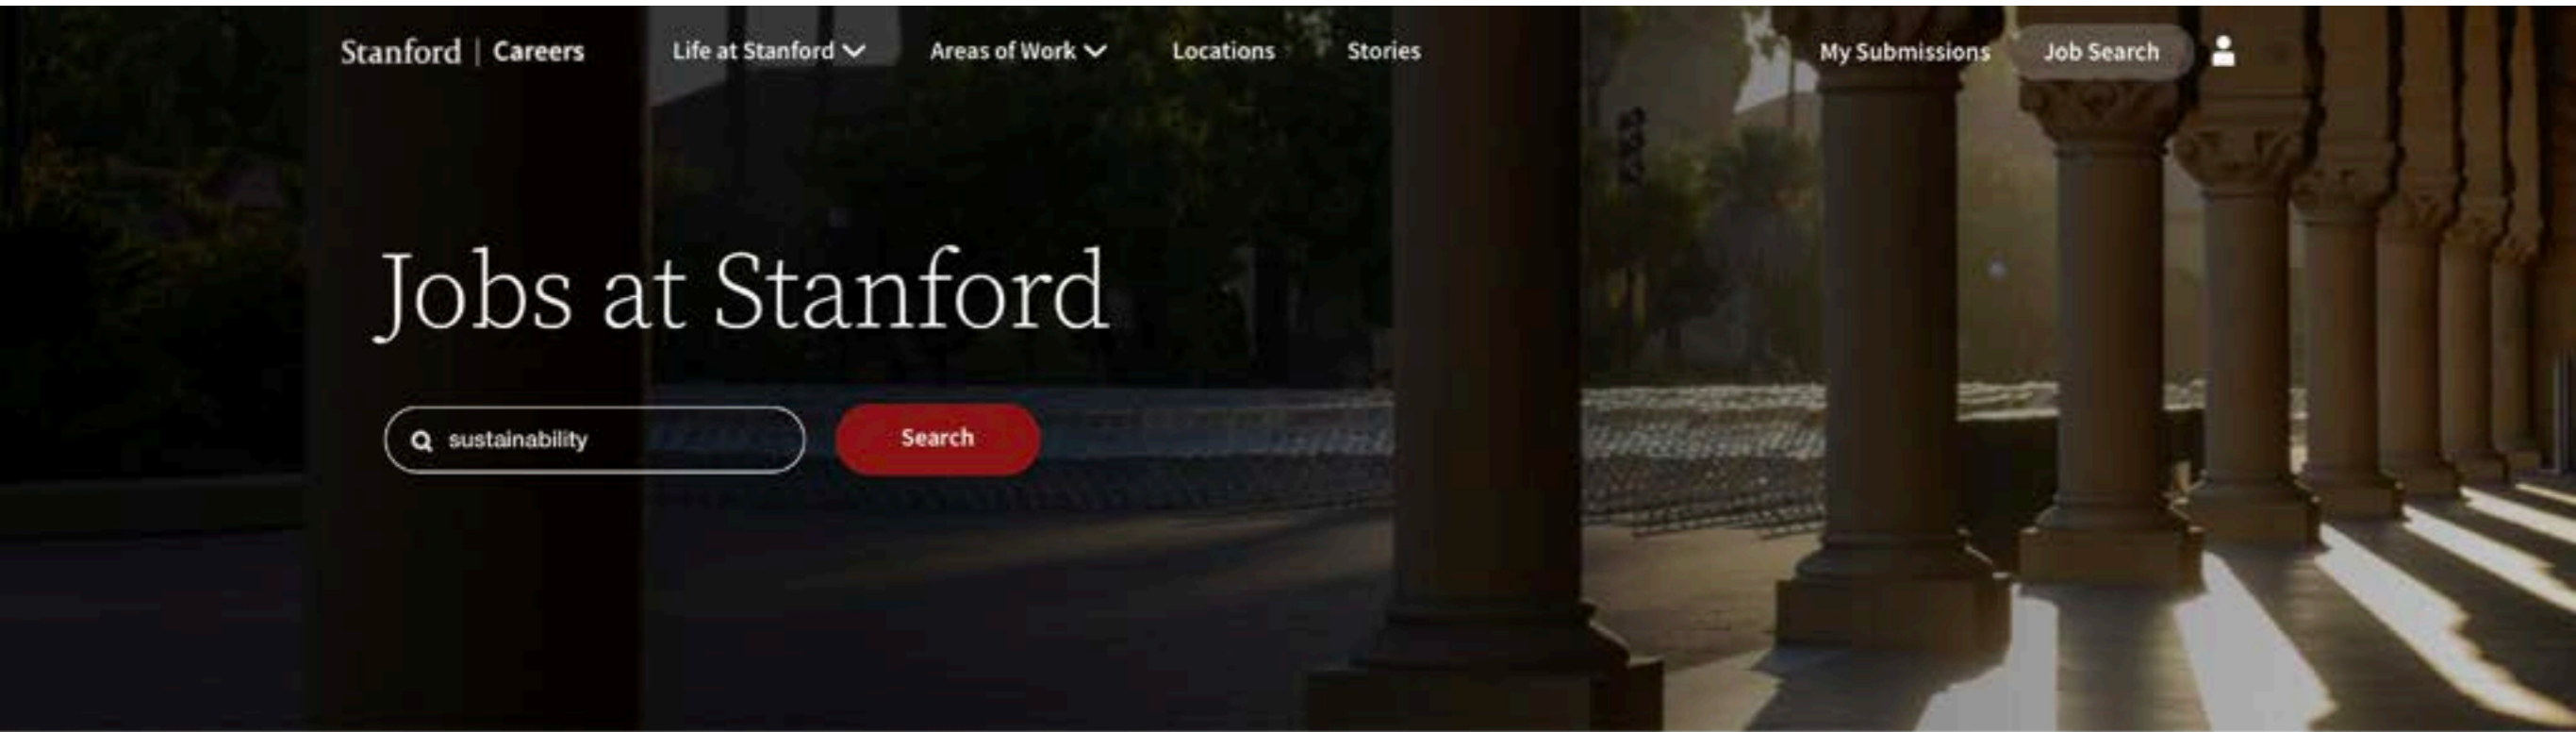 Stanford | Careers Life at Stanford Areas of Work Locations Stories My Submissions Job Search
Jobs at Stanford
sustainability Search